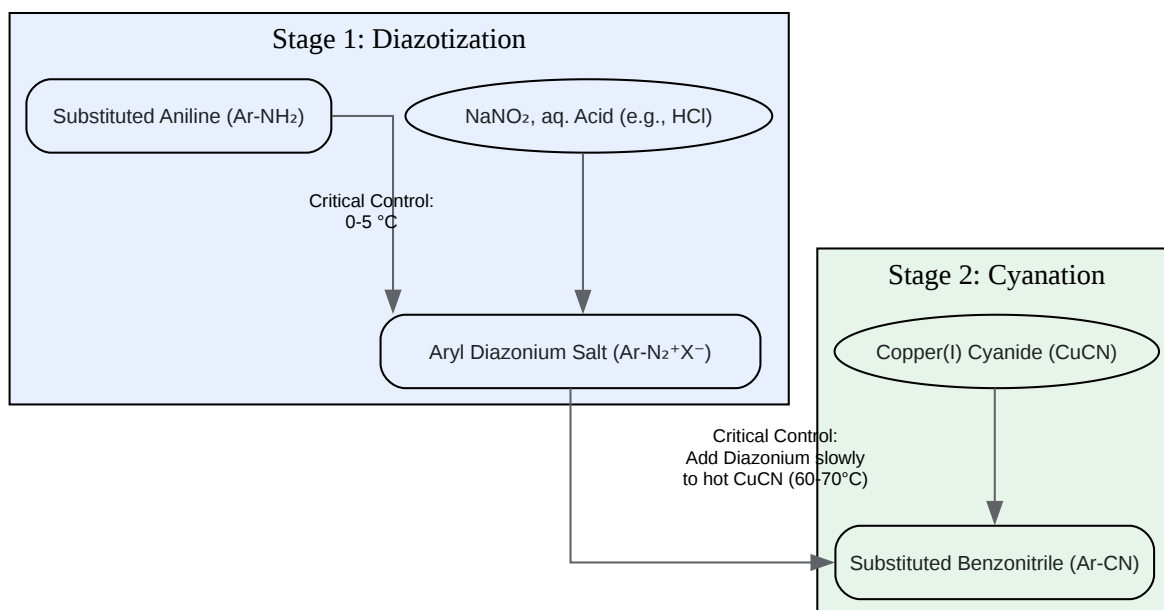 Stage 1: Diazotization
Substituted Aniline (Ar-NH₂)
NaNO₂, aq. Acid (e.g., HCl)
Critical Control:
0-5 °C
Aryl Diazonium Salt (Ar-N₂⁺X⁻)
Stage 2: Cyanation
Copper(I) Cyanide (CuCN)
Critical Control:
Add Diazonium slowly
to hot CuCN (60-70°C)
Substituted Benzonitrile (Ar-CN)